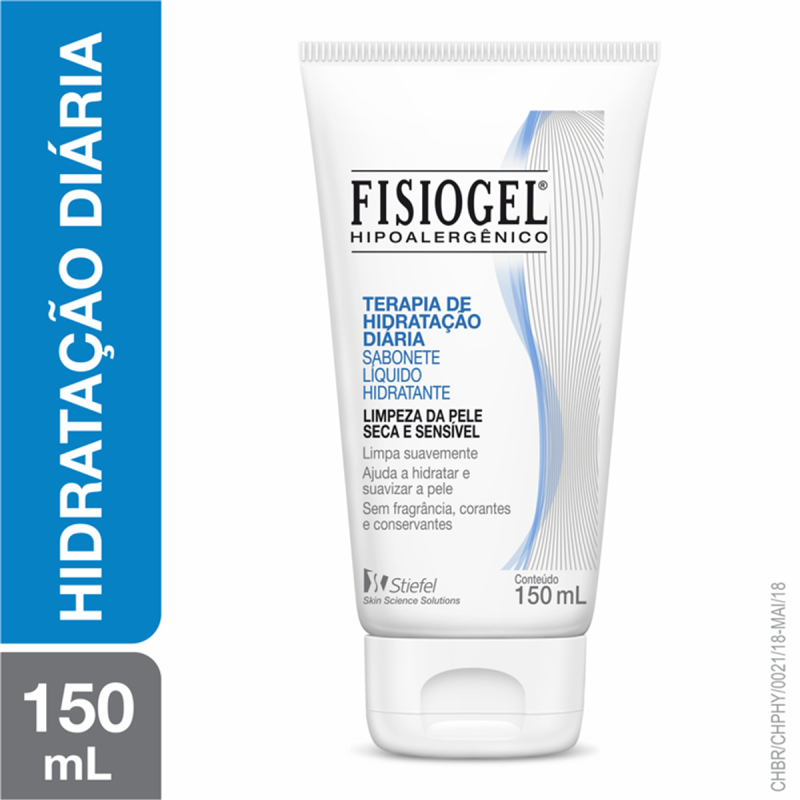 HIDRATAÇÃO DIÁRIA
150
mL
FISIOGEL®
HIPOALERGÊNICO
TERAPIA DE
HIDRATAÇÃO
DIÁRIA
SABONETE
LÍQUIDO
HIDRATANTE
LIMPEZA DA PELE
SECA E SENSÍVEL
Limpa suavemente
Ajuda a hidratar e
suavizar a pele
Sem fragrância, corantes
e conservantes
Stiefel
Skin Science Solutions
Conteúdo
150 mL
CHBR/CHPHY/0021/18-MAI/18